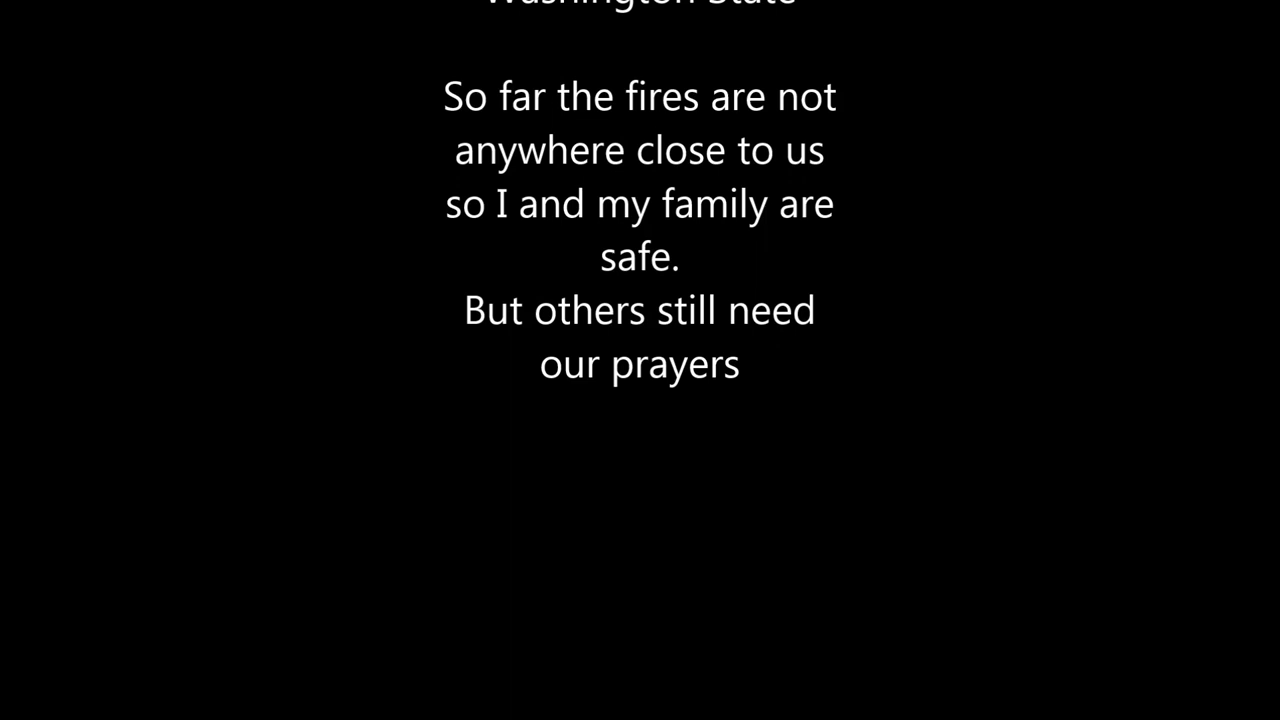 Washington State
So far the fires are not
anywhere close to us
so I and my family are
safe.
But others still need
our prayers